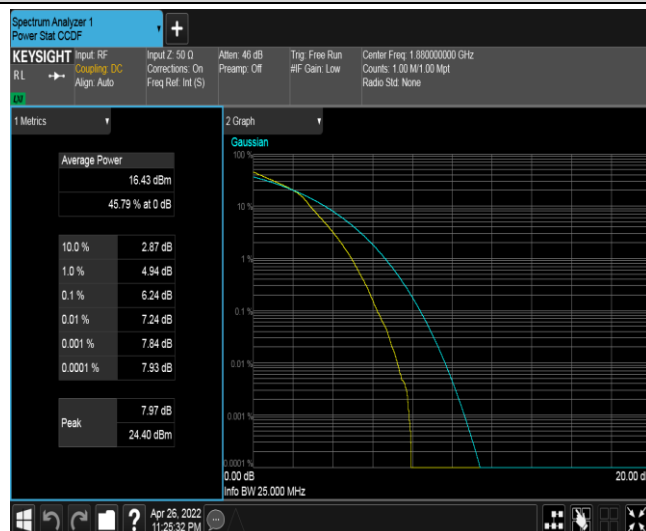 Spectrum Analyzer 1
Power Stat CCDF
+
KEYSIGHT
RL
LM
Input: RF
Coupling: DC
Align: Auto
Input Z: 50 Ω
Corrections: On
Freq Ref: Int (S)
Atten: 46 dB
Preamp: Off
Trig: Free Run
#IF Gain: Low
Center Freq: 1.880000000 GHz
Counts: 1.00 M/1.00 Mpt
Radio Std: None
1 Metrics
Average Power
16.43 dBm
45.79 % at 0 dB
10.0 % 2.87 dB
1.0 % 4.94 dB
0.1 % 6.24 dB
0.01 % 7.24 dB
0.001 % 7.84 dB
0.0001 % 7.93 dB
Peak
7.97 dB
24.40 dBm
2 Graph
Gaussian
100 %
10 %
1 %
0.1 %
0.01 %
0.001 %
0.0001 %
0.00 dB
20.00 d
Info BW 25.000 MHz
?
Apr 26, 2022
11:25:32 PM